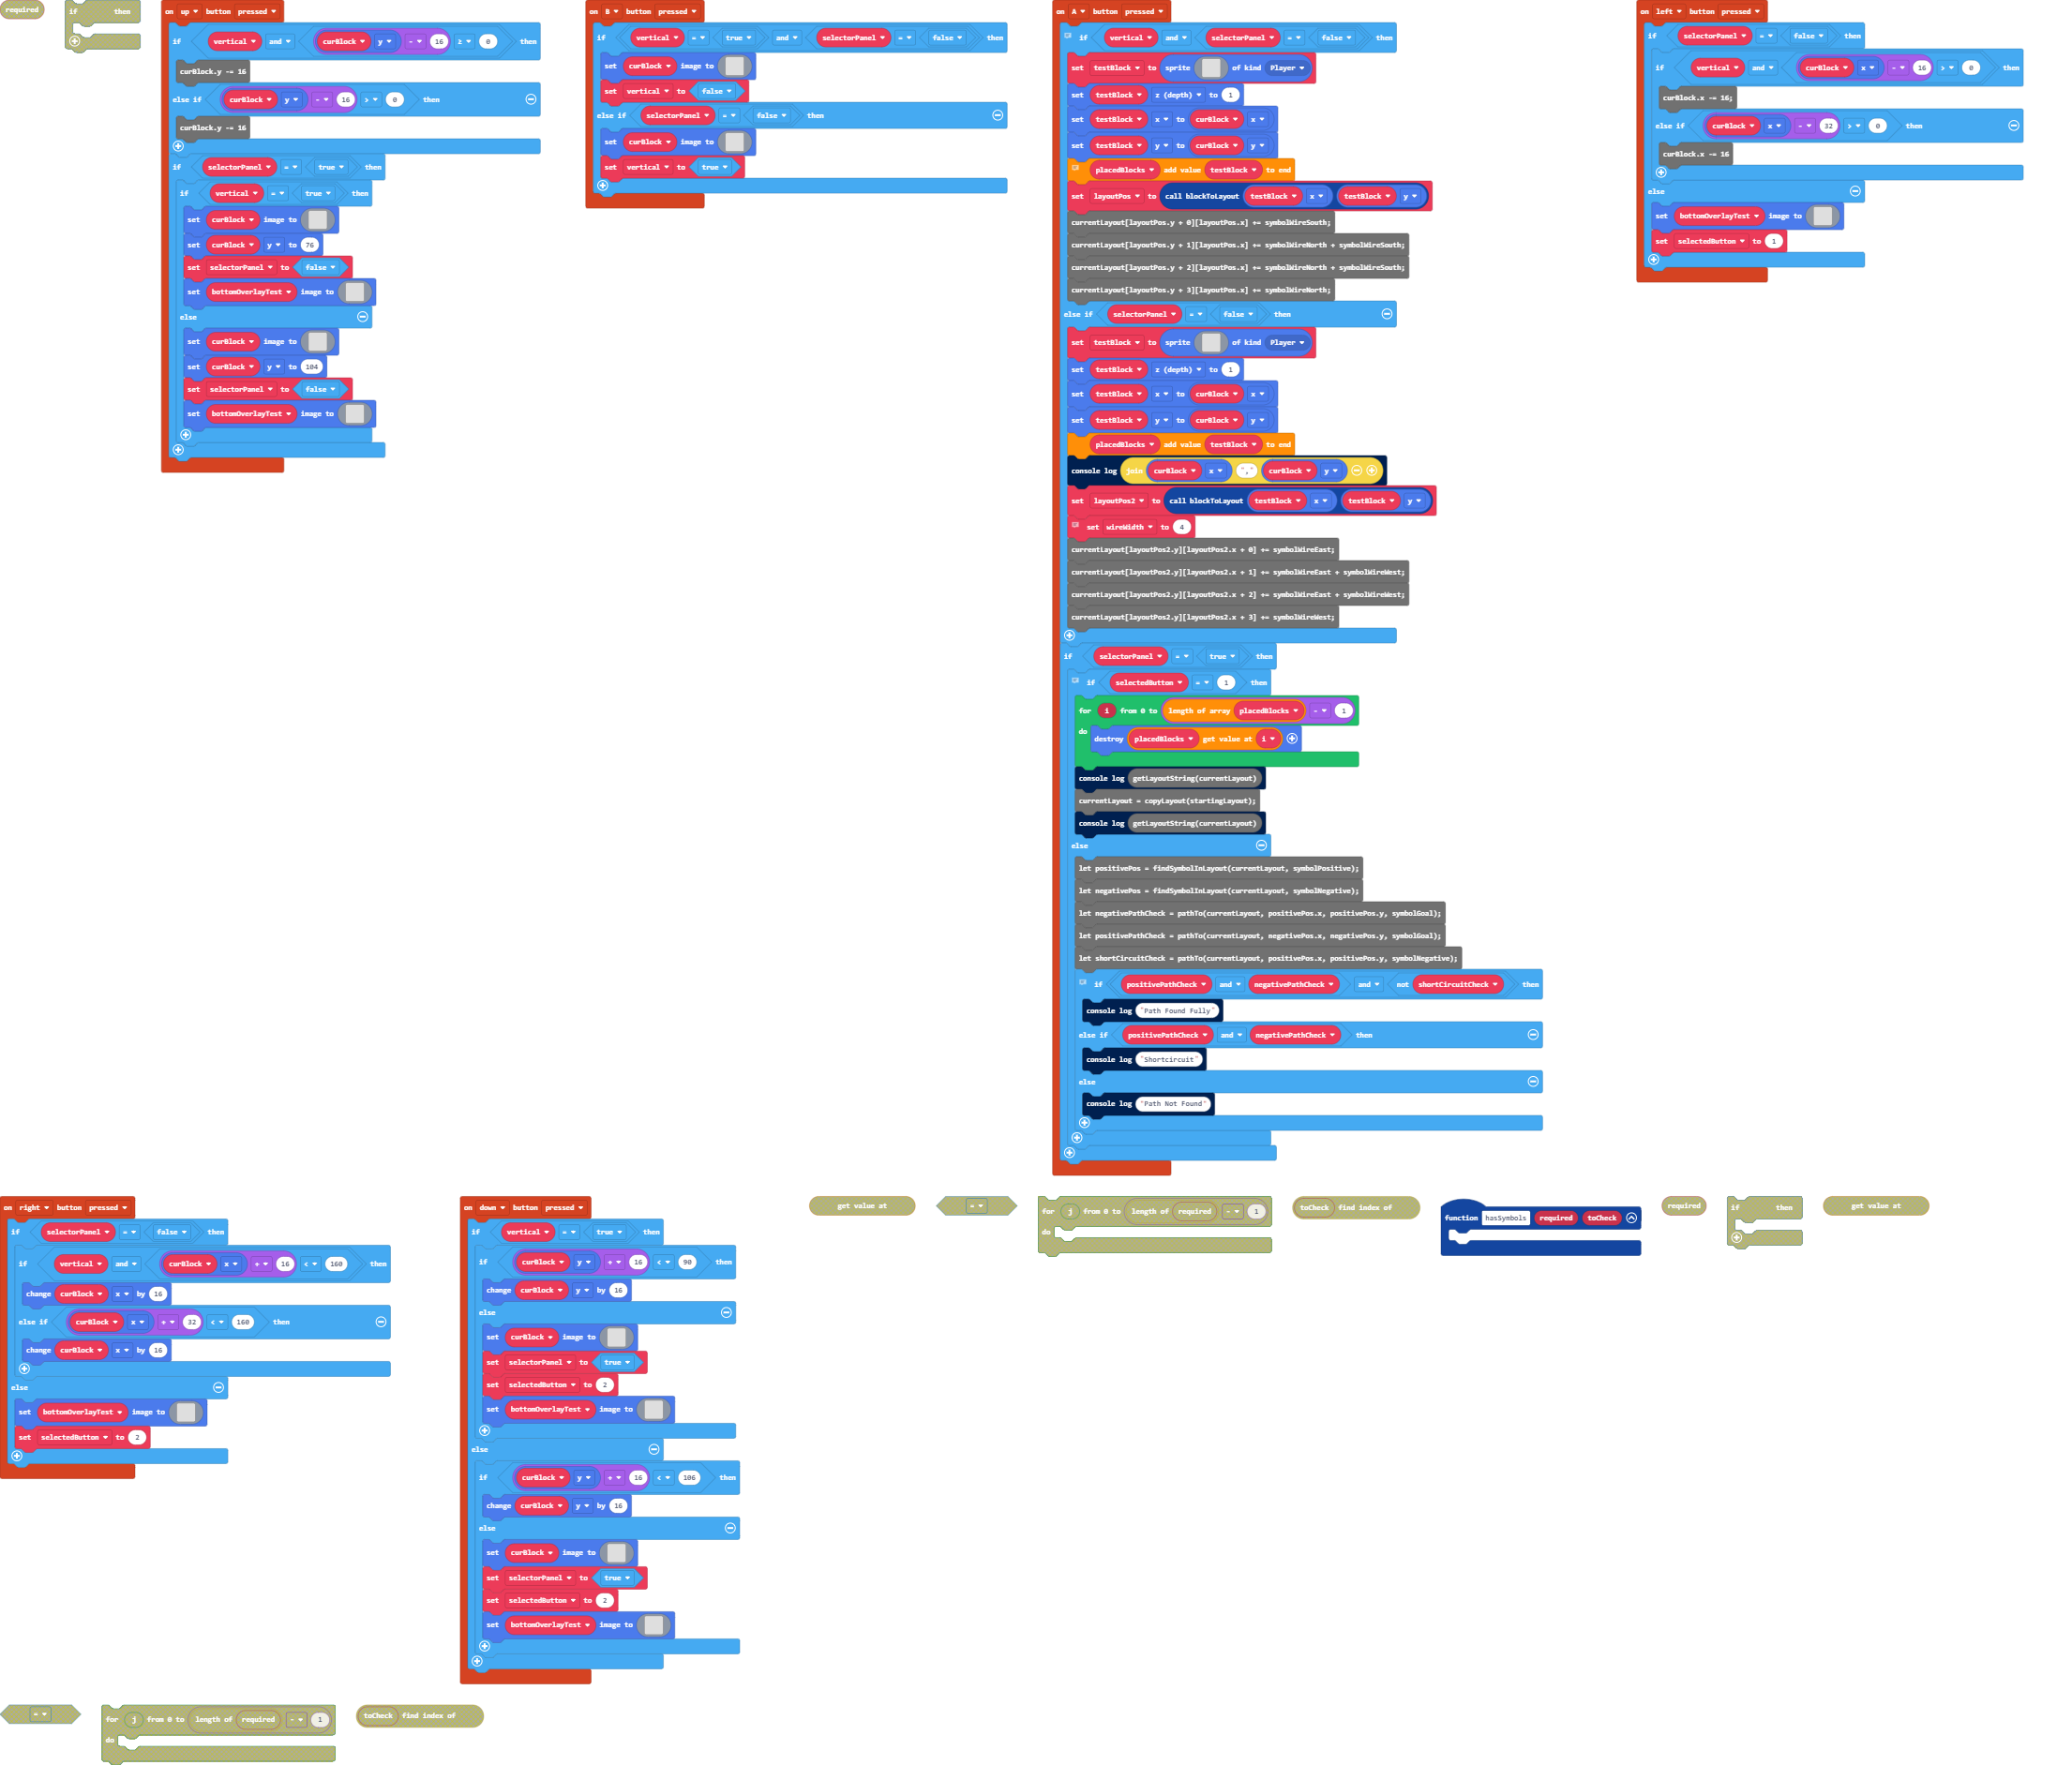 required
if then
on up button pressed
if vertical and curBlock y - 16 ≥ 0 then
curBlock.y -= 16
else if curBlock y - 16 > 0 then
curBlock.y -= 16
if selectorPanel = true then
if vertical = true then
set curBlock image to
set curBlock y to 76
set selectorPanel to false
set bottomOverlayTest image to
else
set curBlock image to
set curBlock y to 104
set selectorPanel to false
set bottomOverlayTest image to
on B button pressed
if vertical = true and selectorPanel = false then
set curBlock image to
set vertical to false
else if selectorPanel = false then
set curBlock image to
set vertical to true
on A button pressed
if vertical and selectorPanel = false then
set testBlock to sprite of kind Player
set testBlock z (depth) to 1
set testBlock x to curBlock x
set testBlock y to curBlock y
placedBlocks add value testBlock to end
set layoutPos to call blockToLayout testBlock x testBlock y
currentLayout[layoutPos.y + 0][layoutPos.x] += symbolWireSouth;
currentLayout[layoutPos.y + 1][layoutPos.x] += symbolWireNorth + symbolWireSouth;
currentLayout[layoutPos.y + 2][layoutPos.x] += symbolWireNorth + symbolWireSouth;
currentLayout[layoutPos.y + 3][layoutPos.x] += symbolWireNorth;
else if selectorPanel = false then
set testBlock to sprite of kind Player
set testBlock z (depth) to 1
set testBlock x to curBlock x
set testBlock y to curBlock y
placedBlocks add value testBlock to end
console log join curBlock x "," curBlock y
set layoutPos2 to call blockToLayout testBlock x testBlock y
set wireWidth to 4
currentLayout[layoutPos2.y][layoutPos2.x + 0] += symbolWireEast;
currentLayout[layoutPos2.y][layoutPos2.x + 1] += symbolWireEast + symbolWireWest;
currentLayout[layoutPos2.y][layoutPos2.x + 2] += symbolWireEast + symbolWireWest;
currentLayout[layoutPos2.y][layoutPos2.x + 3] += symbolWireWest;
if selectorPanel = true then
if selectedButton = 1 then
for i from 0 to length of array placedBlocks - 1
do
destroy placedBlocks get value at i
console log getLayoutString(currentLayout)
currentLayout = copyLayout(startingLayout);
console log getLayoutString(currentLayout)
else
let positivePos = findSymbolInLayout(currentLayout, symbolPositive);
let negativePos = findSymbolInLayout(currentLayout, symbolNegative);
let negativePathCheck = pathTo(currentLayout, positivePos.x, positivePos.y, symbolGoal);
let positivePathCheck = pathTo(currentLayout, negativePos.x, negativePos.y, symbolGoal);
let shortCircuitCheck = pathTo(currentLayout, positivePos.x, positivePos.y, symbolNegative);
if positivePathCheck and negativePathCheck and not shortCircuitCheck then
console log "Path Found Fully"
else if positivePathCheck and negativePathCheck then
console log "Shortcircuit"
else
console log "Path Not Found"
on left button pressed
if selectorPanel = false then
if vertical and curBlock x - 16 > 0 then
curBlock.x -= 16;
else if curBlock x - 32 > 0 then
curBlock.x -= 16
else
set bottomOverlayTest image to
set selectedButton to 1
on right button pressed
if selectorPanel = false then
if vertical and curBlock x + 16 < 160 then
change curBlock x by 16
else if curBlock x + 32 < 160 then
change curBlock x by 16
else
set bottomOverlayTest image to
set selectedButton to 2
on down button pressed
if vertical = true then
if curBlock y + 16 < 90 then
change curBlock y by 16
else
set curBlock image to
set selectorPanel to true
set selectedButton to 2
set bottomOverlayTest image to
else
if curBlock y + 16 < 106 then
change curBlock y by 16
else
set curBlock image to
set selectorPanel to true
set selectedButton to 2
set bottomOverlayTest image to
get value at
=
for j from 0 to length of required - 1
do
toCheck find index of
function hasSymbols required toCheck
required
if then
get value at
=
for j from 0 to length of required - 1
do
toCheck find index of